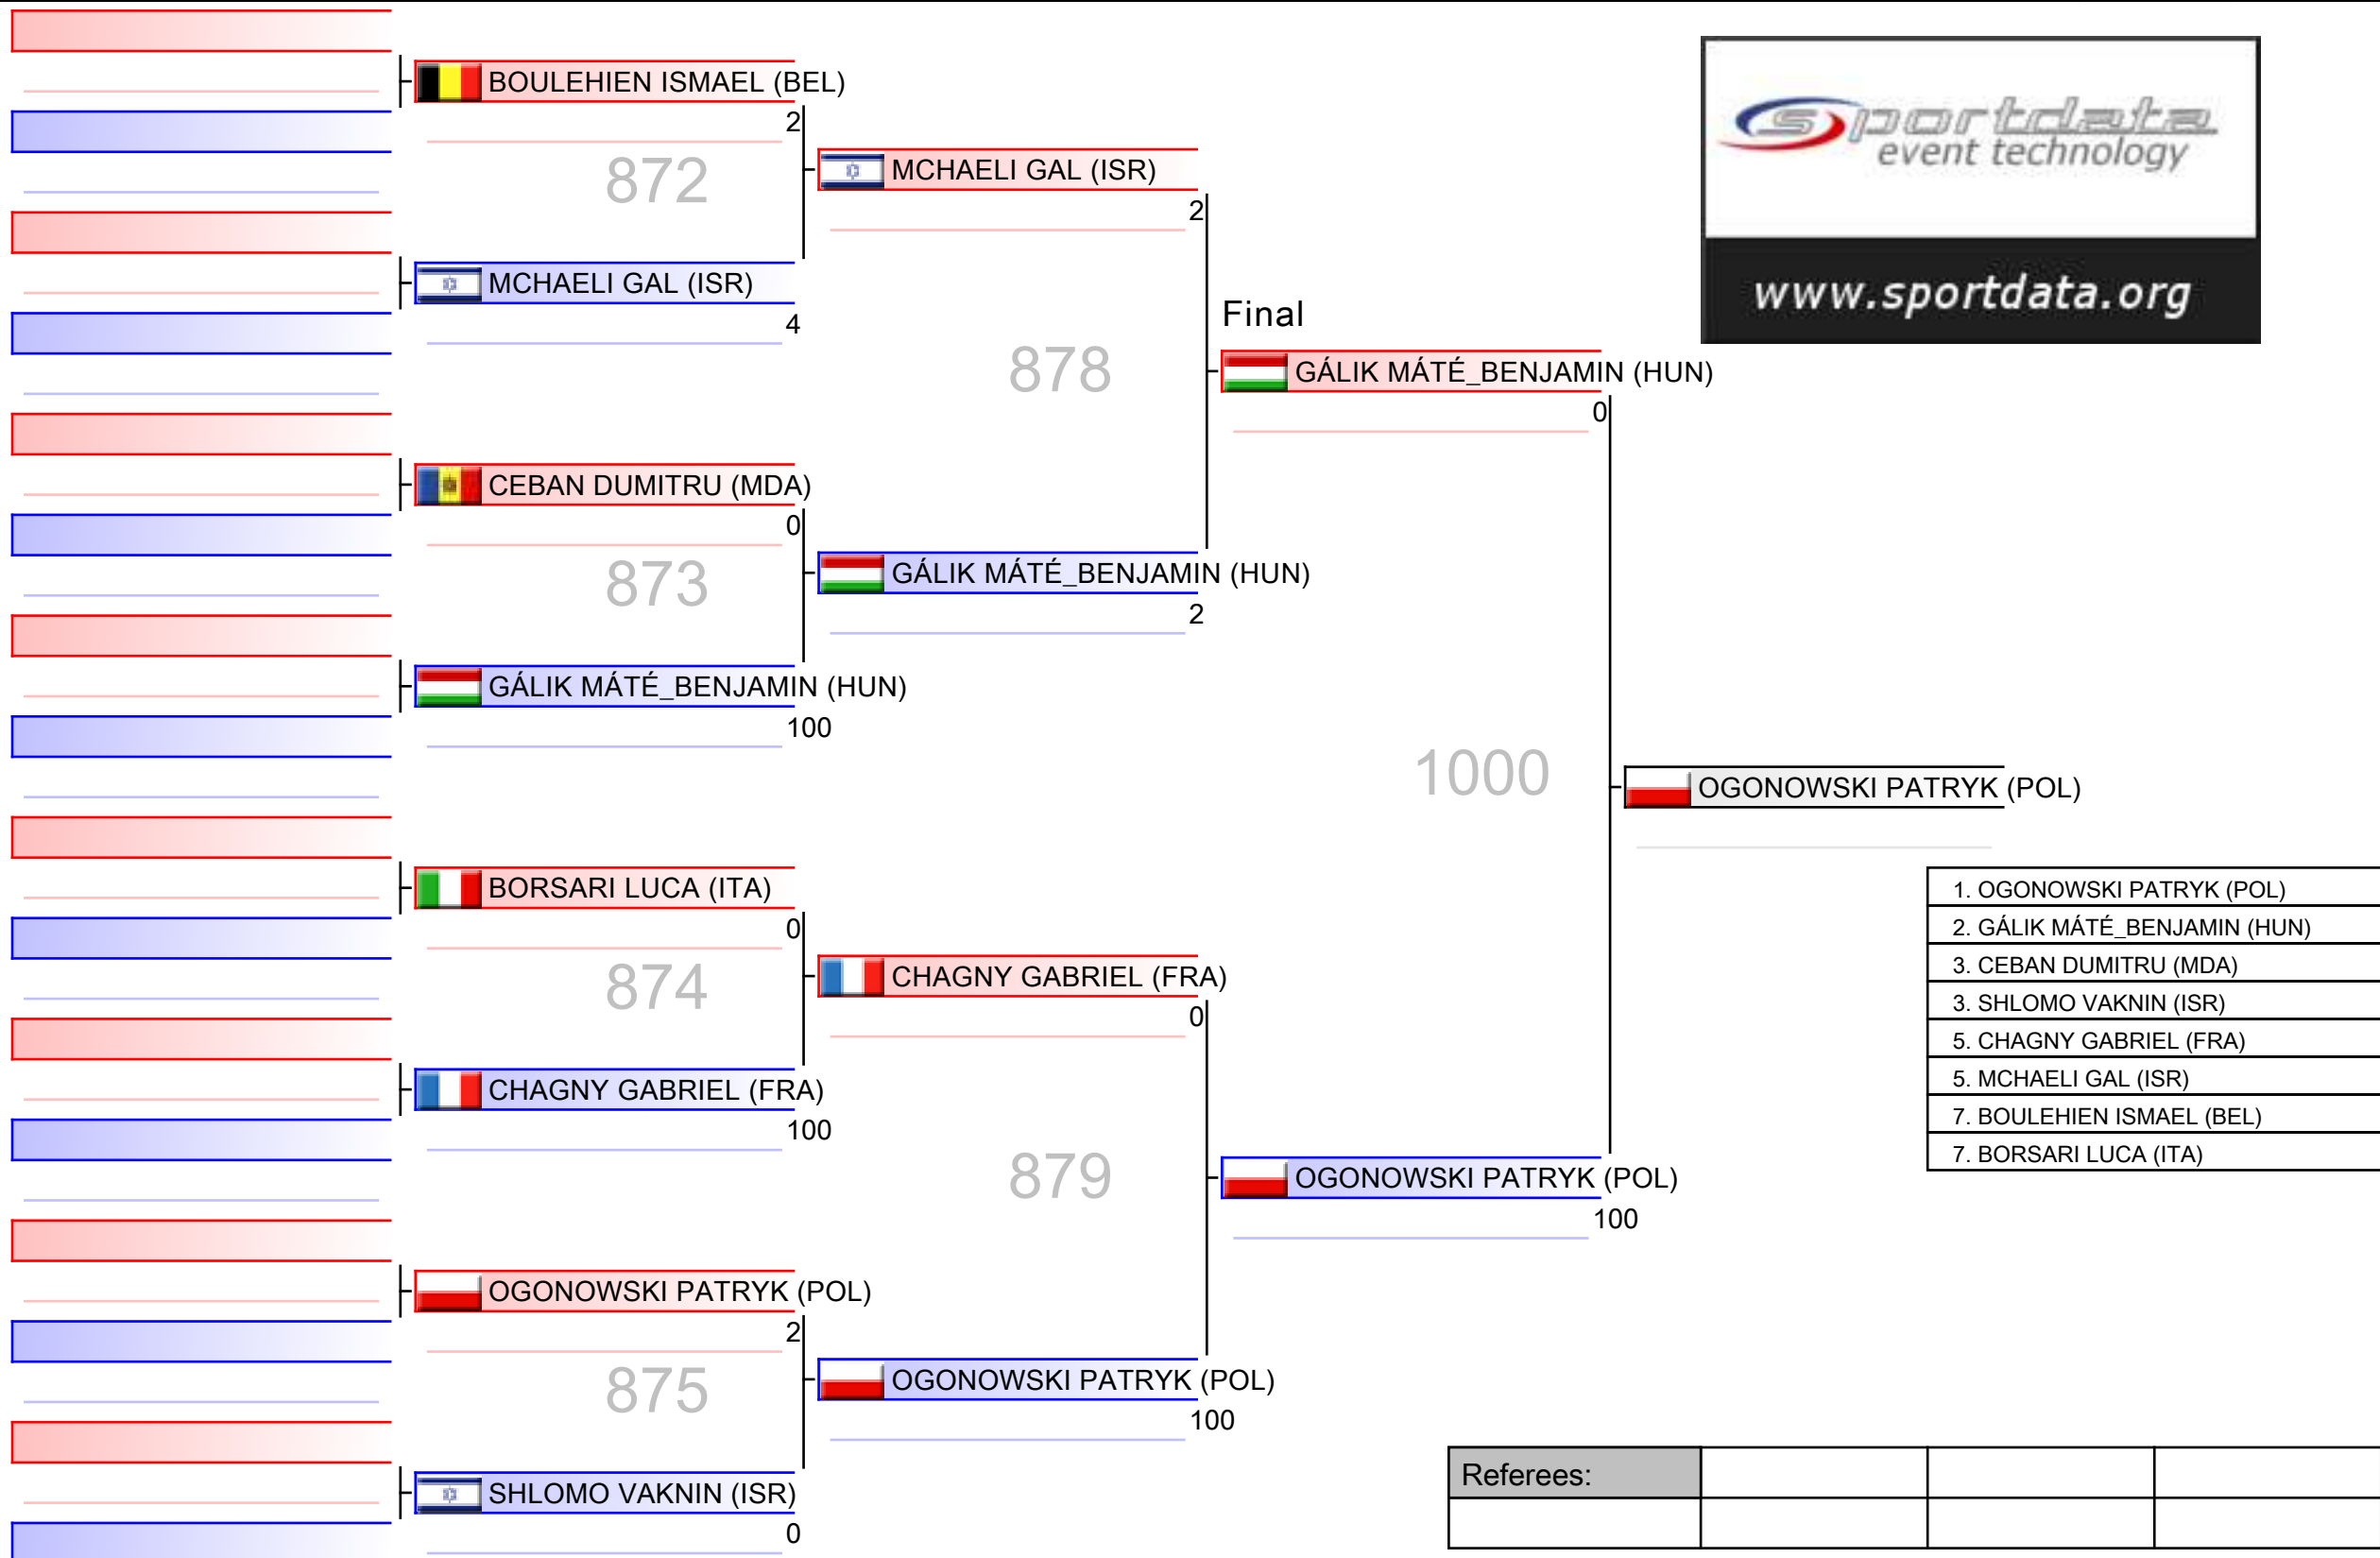 BOULEHIEN ISMAEL (BEL)
2
872
MCHAELI GAL (ISR)
4
MCHAELI GAL (ISR)
2
878
CEBAN DUMITRU (MDA)
0
873
GÁLIK MÁTÉ_BENJAMIN (HUN)
100
GÁLIK MÁTÉ_BENJAMIN (HUN)
2
Final
GÁLIK MÁTÉ_BENJAMIN (HUN)
0
1000
BORSARI LUCA (ITA)
0
874
CHAGNY GABRIEL (FRA)
100
CHAGNY GABRIEL (FRA)
0
879
OGONOWSKI PATRYK (POL)
2
875
SHLOMO VAKNIN (ISR)
0
OGONOWSKI PATRYK (POL)
100
OGONOWSKI PATRYK (POL)
100
OGONOWSKI PATRYK (POL)
sportdata
event technology
www.sportdata.org
1. OGONOWSKI PATRYK (POL)
2. GÁLIK MÁTÉ_BENJAMIN (HUN)
3. CEBAN DUMITRU (MDA)
3. SHLOMO VAKNIN (ISR)
5. CHAGNY GABRIEL (FRA)
5. MCHAELI GAL (ISR)
7. BOULEHIEN ISMAEL (BEL)
7. BORSARI LUCA (ITA)
Referees: